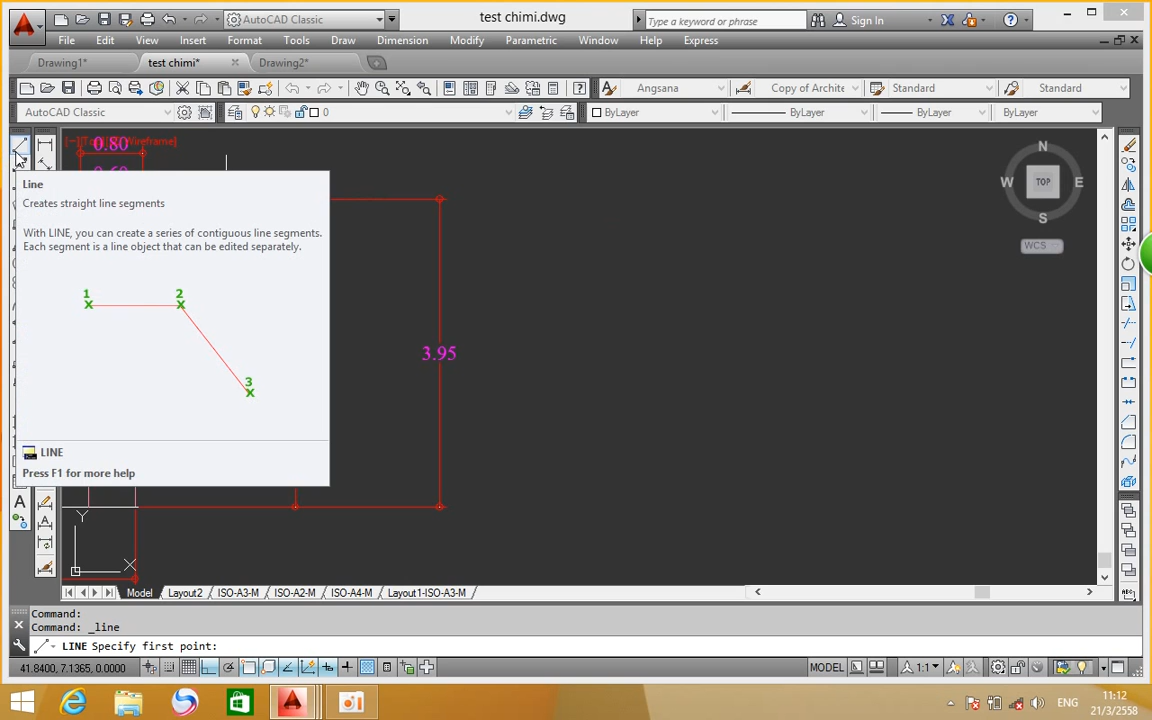 AutoCAD Classic
test chimi.dwg
Type a keyword or phrase
Sign In
File Edit View Insert Format Tools Draw Dimension Modify Parametric Window Help Express
Drawing1* test chimi* Drawing2*
Angsana Copy of Archite Standard Standard
AutoCAD Classic 0 ByLayer ByLayer ByLayer ByLayer
0.80
N
W TOP E
S
WCS
Line
Creates straight line segments
With LINE, you can create a series of contiguous line segments.
Each segment is a line object that can be edited separately.
1 2
3
LINE
Press F1 for more help
3.95
A
Y
X
Model Layout2 ISO-A3-M ISO-A2-M ISO-A4-M Layout1-ISO-A3-M
Command:
Command: _line
LINE Specify first point:
41.8400, 7.1365, 0.0000 MODEL 1:1
ENG 11:12
21/3/2558